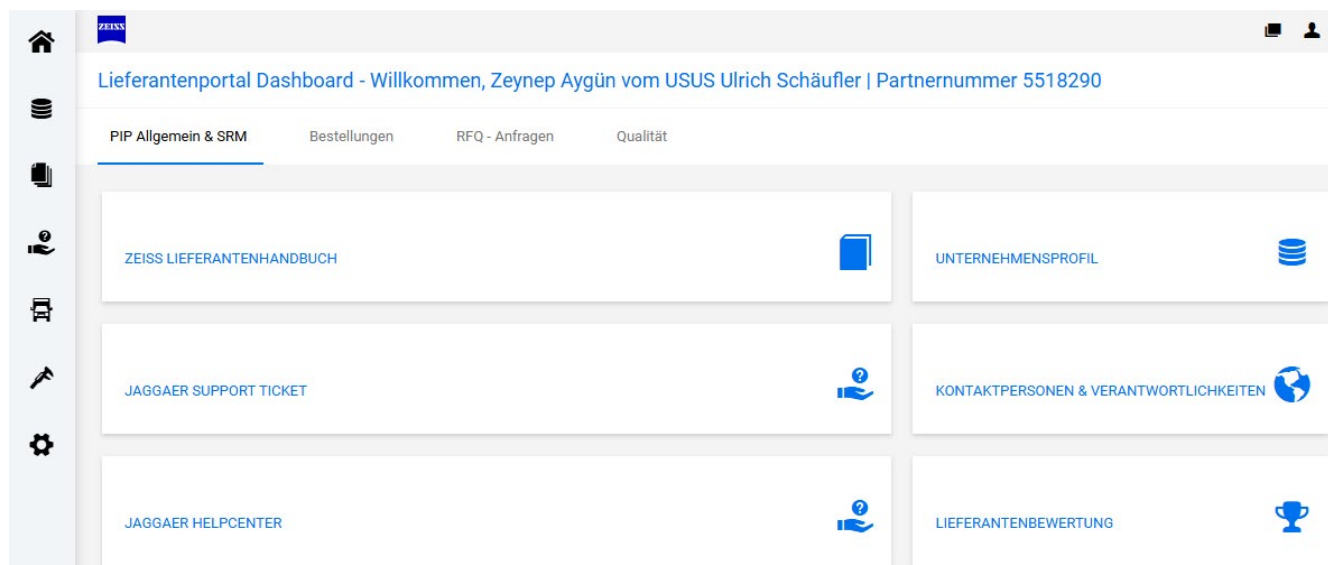 ZEISS
Lieferantenportal Dashboard - Willkommen, Zeynep Aygün vom USUS Ulrich Schäufler | Partnernummer 5518290
PIP Allgemein & SRM Bestellungen RFQ - Anfragen Qualität
ZEISS LIEFERANTENHANDBUCH
UNTERNEHMENSPROFIL
JAGGAER SUPPORT TICKET
KONTAKTPERSONEN & VERANTWORTLICHKEITEN
JAGGAER HELPCENTER
LIEFERANTENBEWERTUNG